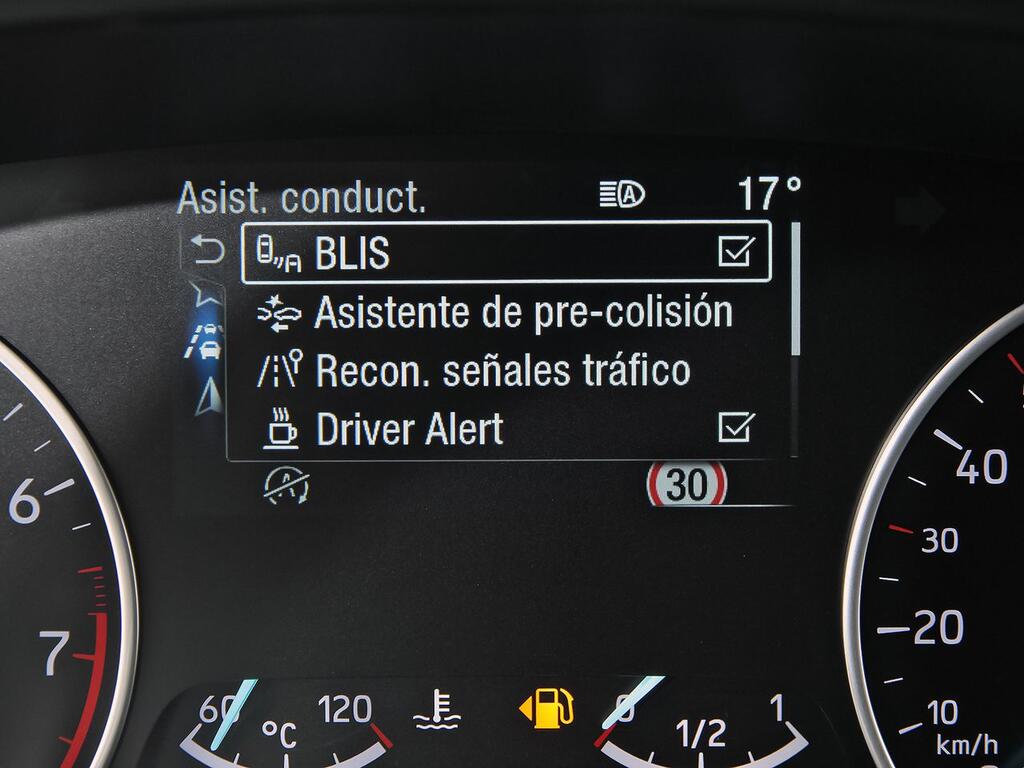 Asist. conduct. 17°
BLIS
Asistente de pre-colisión
Recon. señales tráfico
Driver Alert
30
6
7
40
30
20
10
km/h
60 120
°C
0 1/2 1